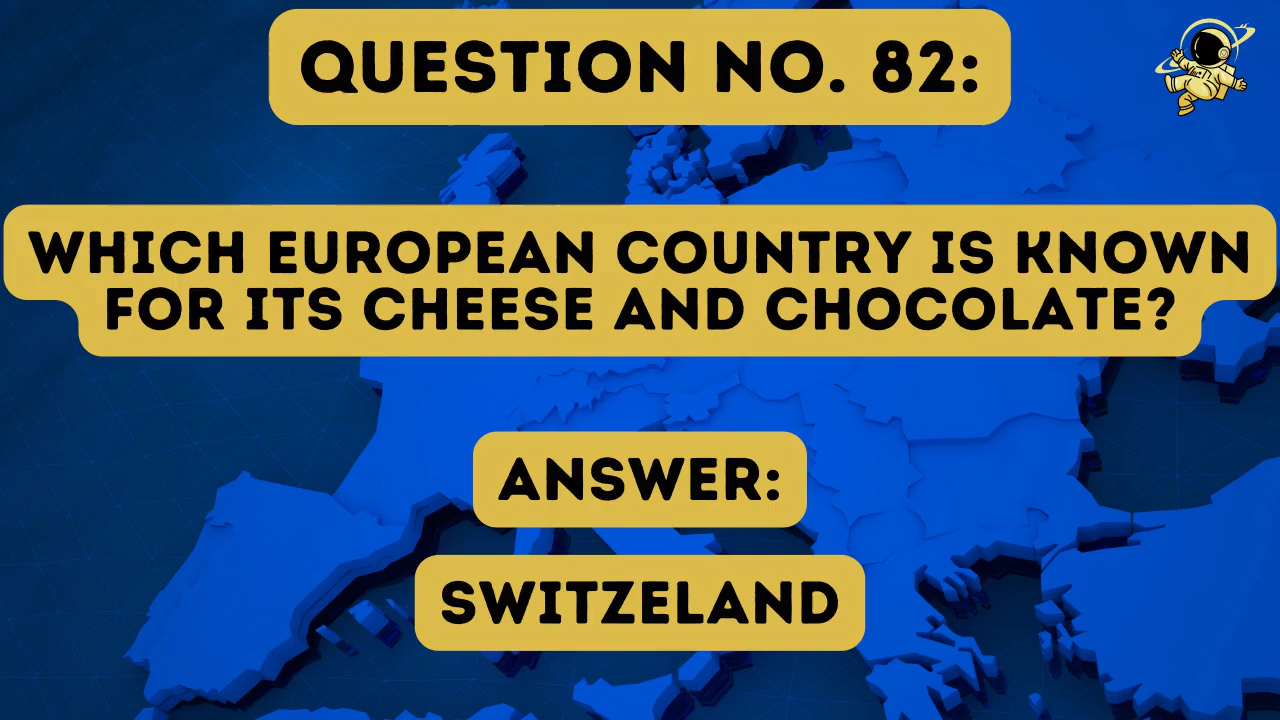 QUESTION NO. 82:
WHICH EUROPEAN COUNTRY IS KNOWN
FOR ITS CHEESE AND CHOCOLATE?
ANSWER:
SWITZELAND